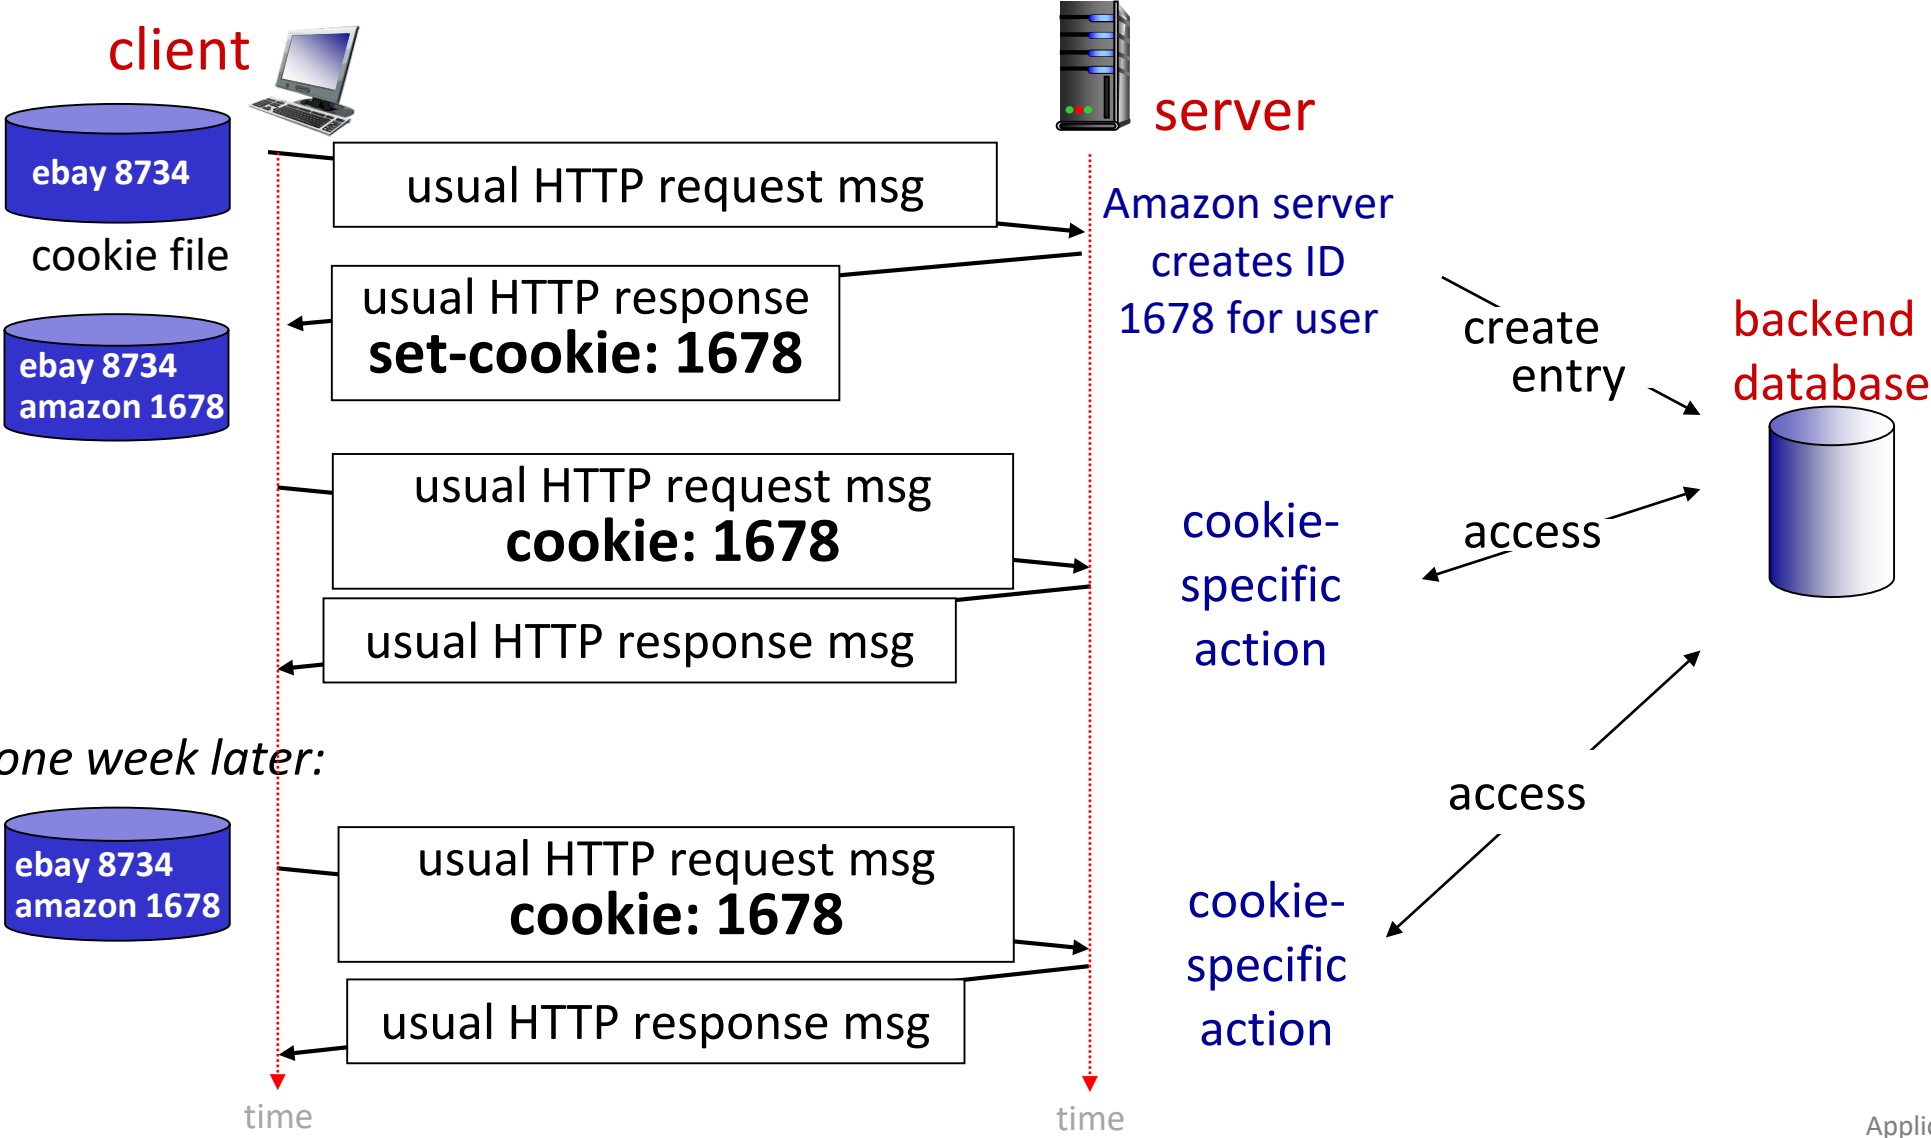 client
server
ebay 8734
cookie file
usual HTTP request msg
Amazon server
creates ID
1678 for user
usual HTTP response
set-cookie: 1678
ebay 8734
amazon 1678
create
entry
backend
database
usual HTTP request msg
cookie: 1678
cookie-
specific
action
access
usual HTTP response msg
one week later:
access
ebay 8734
amazon 1678
usual HTTP request msg
cookie: 1678
cookie-
specific
action
usual HTTP response msg
time
time